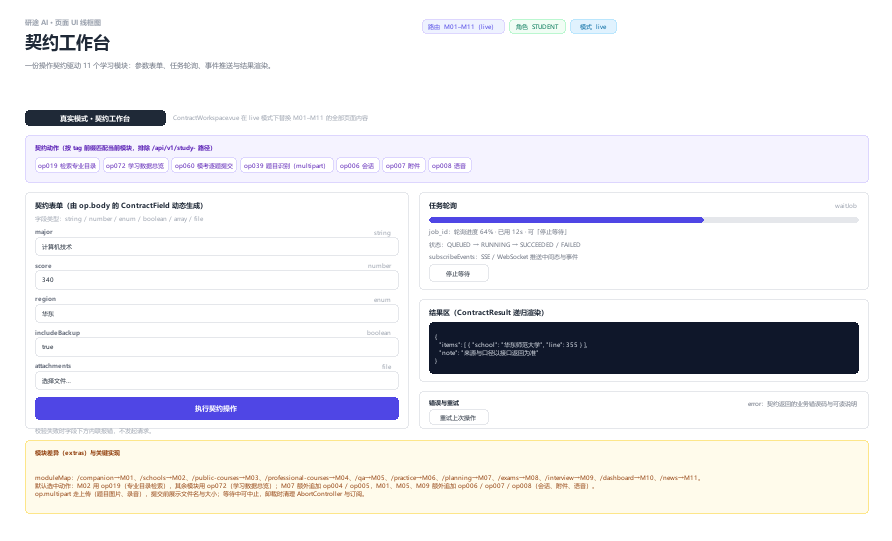 研途 AI · 页面 UI 线框图
契约工作台
一份操作契约驱动 11 个学习模块：参数表单、任务轮询、事件推送与结果渲染。
路由 M01–M11（live）
角色 STUDENT
模式 live
真实模式 · 契约工作台
ContractWorkspace.vue 在 live 模式下替换 M01–M11 的全部页面内容
契约动作（按 tag 前缀匹配当前模块，排除 /api/v1/study- 路径）
op019 检索专业目录
op072 学习数据总览
op060 模考逐题提交
op039 题目识别（multipart）
op006 会话
op007 附件
op008 语音
契约表单（由 op.body 的 ContractField 动态生成）
字段类型：string / number / enum / boolean / array / file
major
string
计算机技术
score
number
340
region
enum
华东
includeBackup
boolean
true
attachments
file
选择文件…
执行契约操作
校验失败时字段下方内联报错，不发起请求。
任务轮询
waitJob
job_id：轮询进度 64% · 已用 12s · 可「停止等待」
状态：QUEUED → RUNNING → SUCCEEDED / FAILED
subscribeEvents：SSE / WebSocket 推送中间态与事件
停止等待
结果区（ContractResult 递归渲染）
{
"items": [ { "school": "华东师范大学", "line": 355 } ],
"note": "来源与口径以接口返回为准"
}
错误与重试
error：契约返回的业务错误码与可读说明
重试上次操作
模块差异（extras）与关键实现
moduleMap：/companion→M01、/schools→M02、/public-courses→M03、/professional-courses→M04、/qa→M05、/practice→M06、/planning→M07、/exams→M08、/interview→M09、/dashboard→M10、/news→M11。
默认选中动作：M02 用 op019（专业目录检索），其余模块用 op072（学习数据总览）；M07 额外追加 op004 / op005，M01、M05、M09 额外追加 op006 / op007 / op008（会话、附件、语音）。
op.multipart 走上传（题目图片、录音），提交前展示文件名与大小；等待中可中止，卸载时清理 AbortController 与订阅。